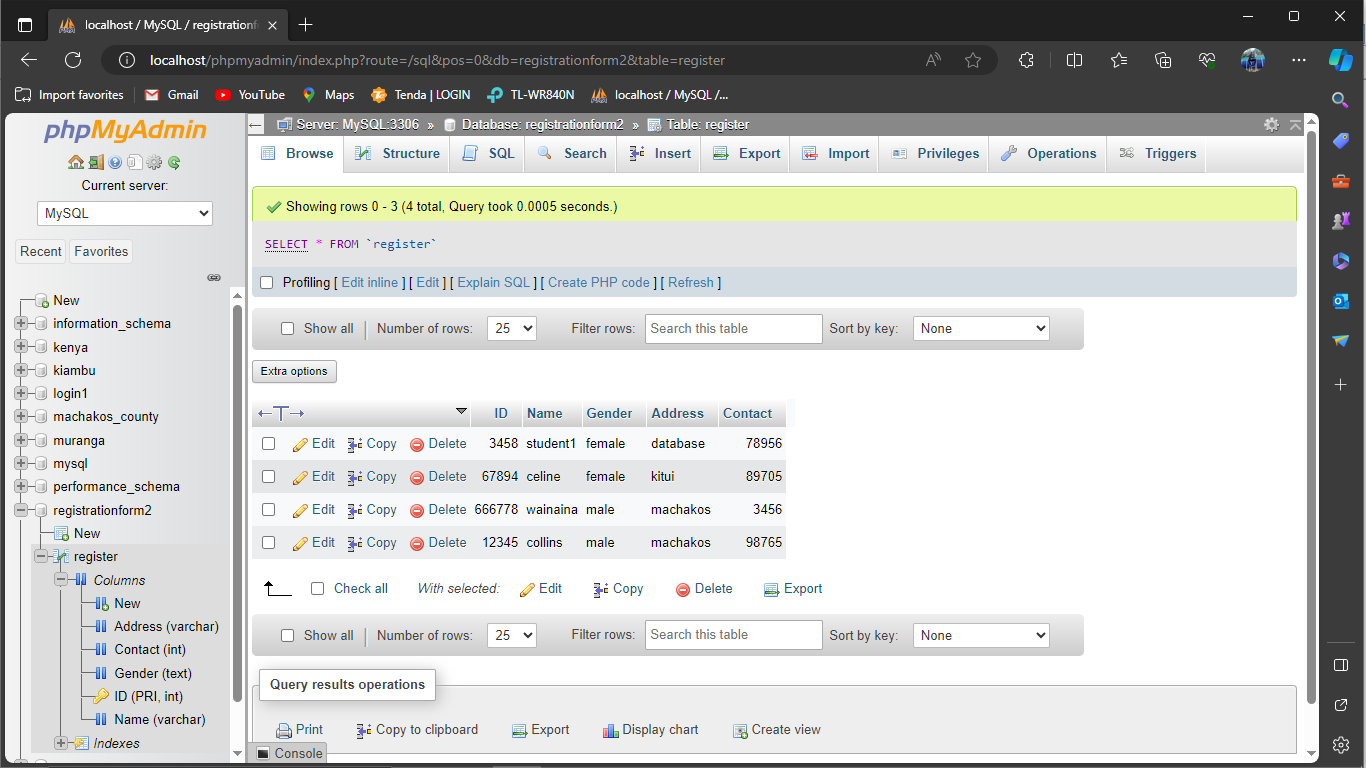 localhost / MySQL / registrationf
localhost/phpmyadmin/index.php?route=/sql&pos=0&db=registrationform2&table=register
Import favorites Gmail YouTube Maps Tenda | LOGIN TL-WR840N localhost / MySQL /...
phpMyAdmin
Current server:
MySQL
Recent Favorites
New
information_schema
kenya
kiambu
login1
machakos_county
muranga
mysql
performance_schema
registrationform2
New
register
Columns
New
Address (varchar)
Contact (int)
Gender (text)
ID (PRI, int)
Name (varchar)
Indexes
Server: MySQL:3306 » Database: registrationform2 » Table: register
Browse Structure SQL Search Insert Export Import Privileges Operations Triggers
Showing rows 0 - 3 (4 total, Query took 0.0005 seconds.)
SELECT * FROM `register`
Profiling [ Edit inline ] [ Edit ] [ Explain SQL ] [ Create PHP code ] [ Refresh ]
Show all | Number of rows: 25 Filter rows: Search this table Sort by key: None
Extra options
←T→ ID Name Gender Address Contact
Edit Copy Delete 3458 student1 female database 78956
Edit Copy Delete 67894 celine female kitui 89705
Edit Copy Delete 666778 wainaina male machakos 3456
Edit Copy Delete 12345 collins male machakos 98765
Check all With selected: Edit Copy Delete Export
Show all | Number of rows: 25 Filter rows: Search this table Sort by key: None
Query results operations
Print Copy to clipboard Export Display chart Create view
Console